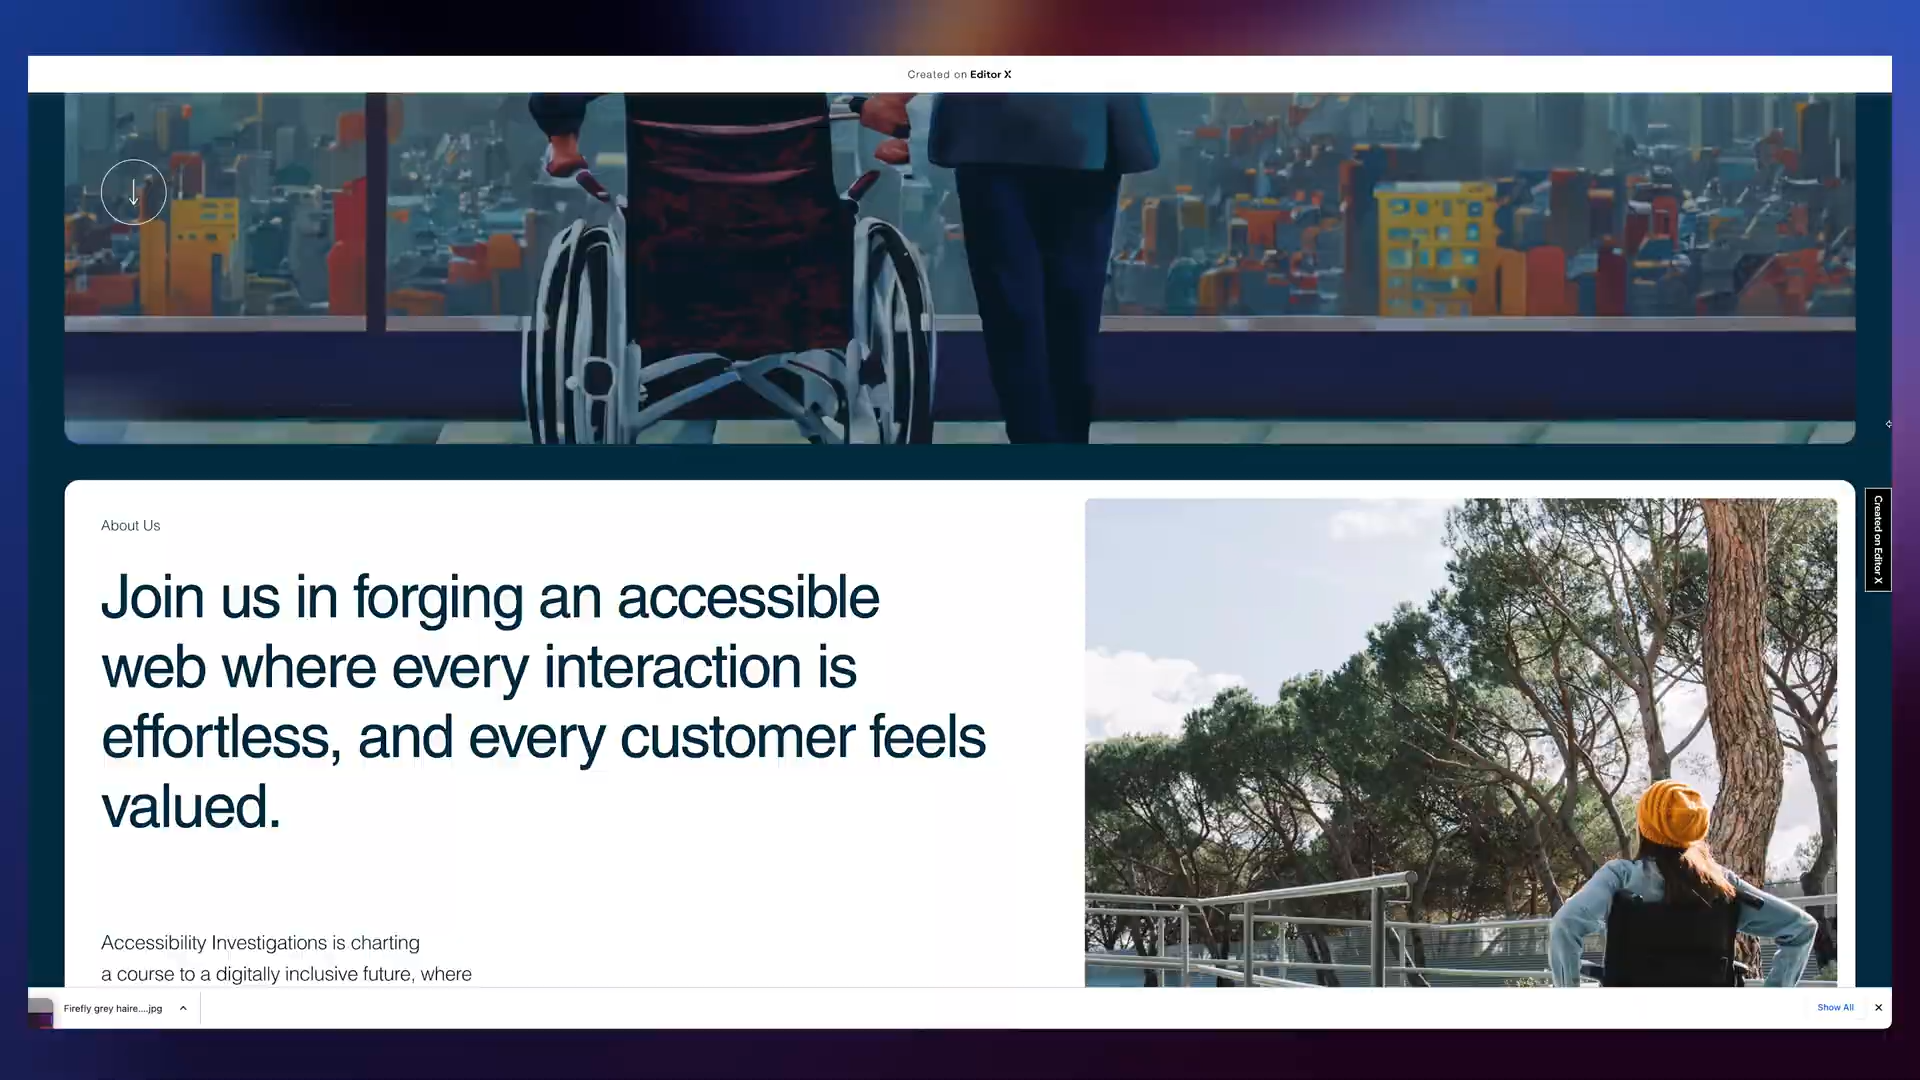 Created on Editor X
Created on Editor X
About Us
Join us in forging an accessible
web where every interaction is
effortless, and every customer feels
valued.
Accessibility Investigations is charting
a course to a digitally inclusive future, where
Firefly grey haire....jpg
Show All